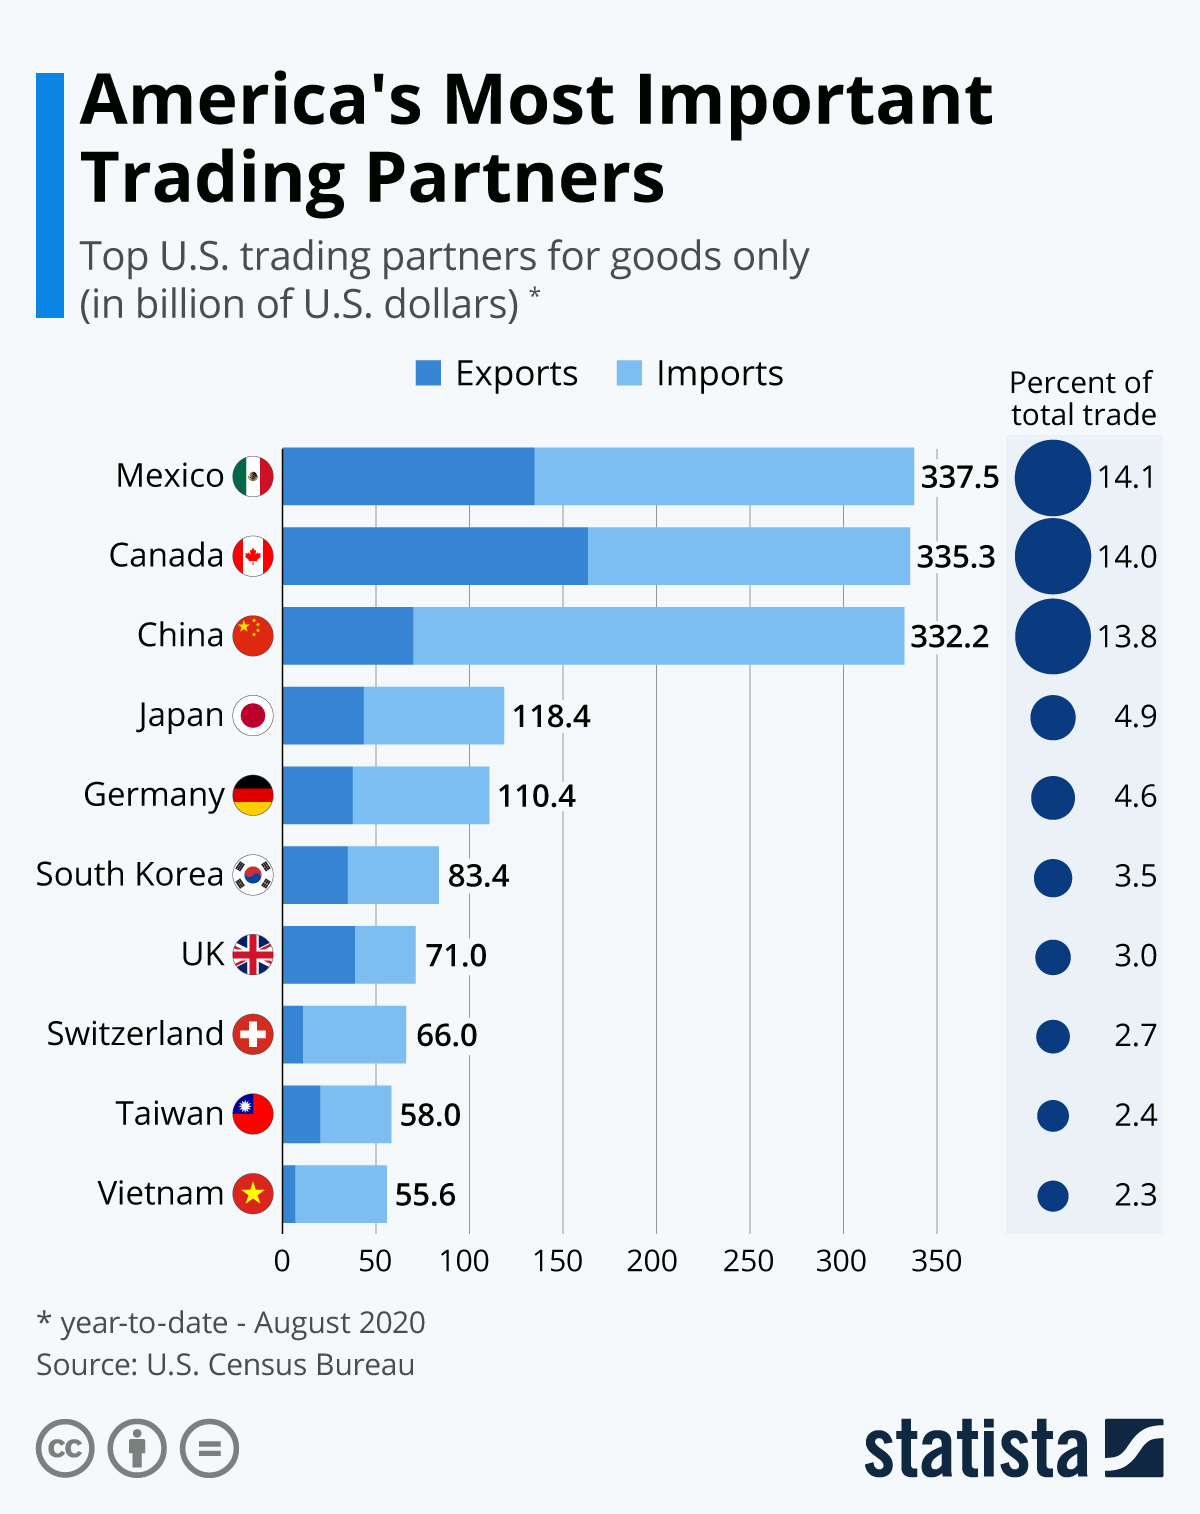 America's Most Important
Trading Partners
Top U.S. trading partners for goods only
(in billion of U.S. dollars) *
Exports Imports
Percent of
total trade
Mexico 337.5 14.1
Canada 335.3 14.0
China 332.2 13.8
Japan 118.4 4.9
Germany 110.4 4.6
South Korea 83.4 3.5
UK 71.0 3.0
Switzerland 66.0 2.7
Taiwan 58.0 2.4
Vietnam 55.6 2.3
0 50 100 150 200 250 300 350
* year-to-date - August 2020
Source: U.S. Census Bureau
cc = statista